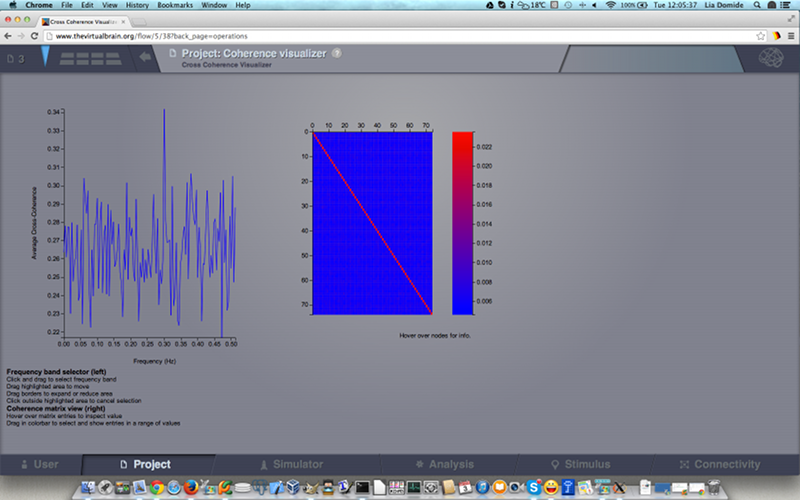 Chrome File Edit View History Bookmarks Window Help 18°C 100% Tue 12:05:37 Lia Domide
Cross Coherence Visualiz
www.thevirtualbrain.org/flow/5/38?back_page=operations
3
Project: Coherence visualizer ?
Cross Coherence Visualizer
0.34
0.33
0.32
0.31
0.30
0.29
0.28
0.27
0.26
0.25
0.24
0.23
0.22
Average Cross-Coherence
0.00 0.05 0.10 0.15 0.20 0.25 0.30 0.35 0.40 0.45 0.50
Frequency (Hz)
0 10 20 30 40 50 60 70
0
10
20
30
40
50
60
70
0.022
0.020
0.018
0.016
0.014
0.012
0.010
0.008
0.006
Hover over nodes for info.
Frequency band selector (left)
Click and drag to select frequency band
Drag highlighted area to move
Drag borders to expand or reduce area
Click outside highlighted area to cancel selection
Coherence matrix view (right)
Hover over matrix entries to inspect value
Drag in colorbar to select and show entries in a range of values
User Project Simulator Analysis Stimulus Connectivity